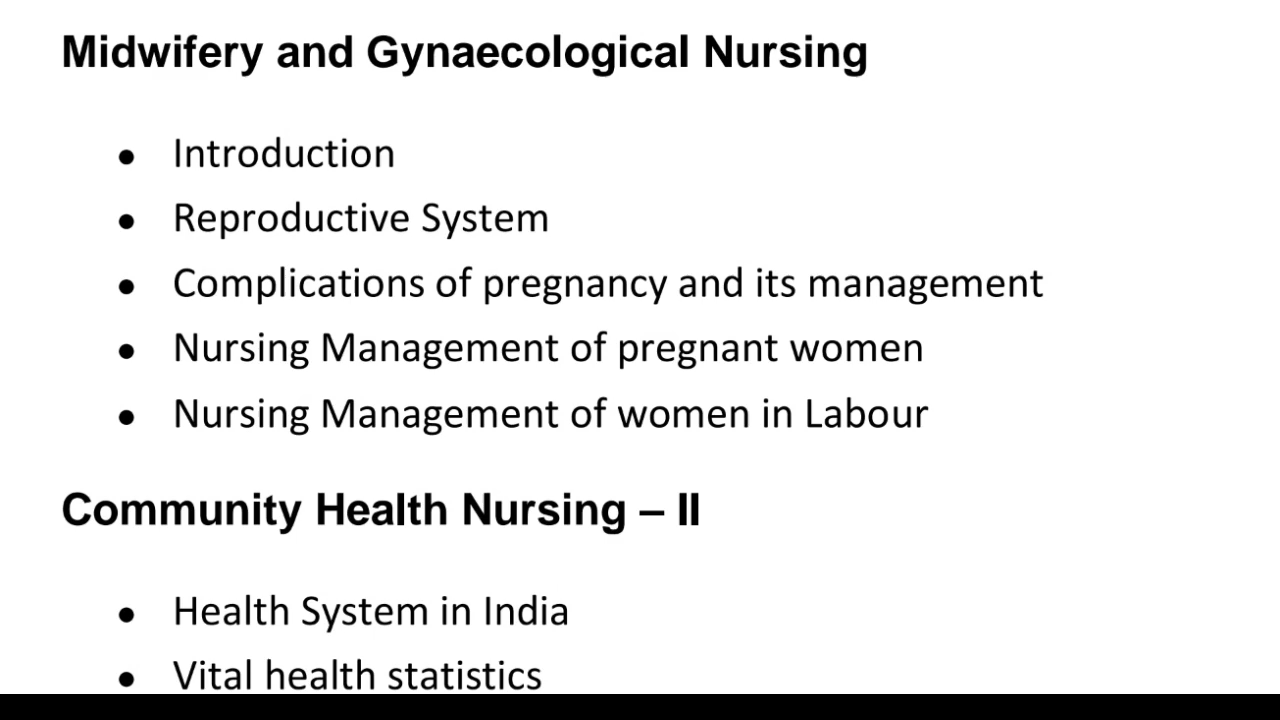 Midwifery and Gynaecological Nursing
● Introduction
● Reproductive System
● Complications of pregnancy and its management
● Nursing Management of pregnant women
● Nursing Management of women in Labour
Community Health Nursing – II
● Health System in India
● Vital health statistics